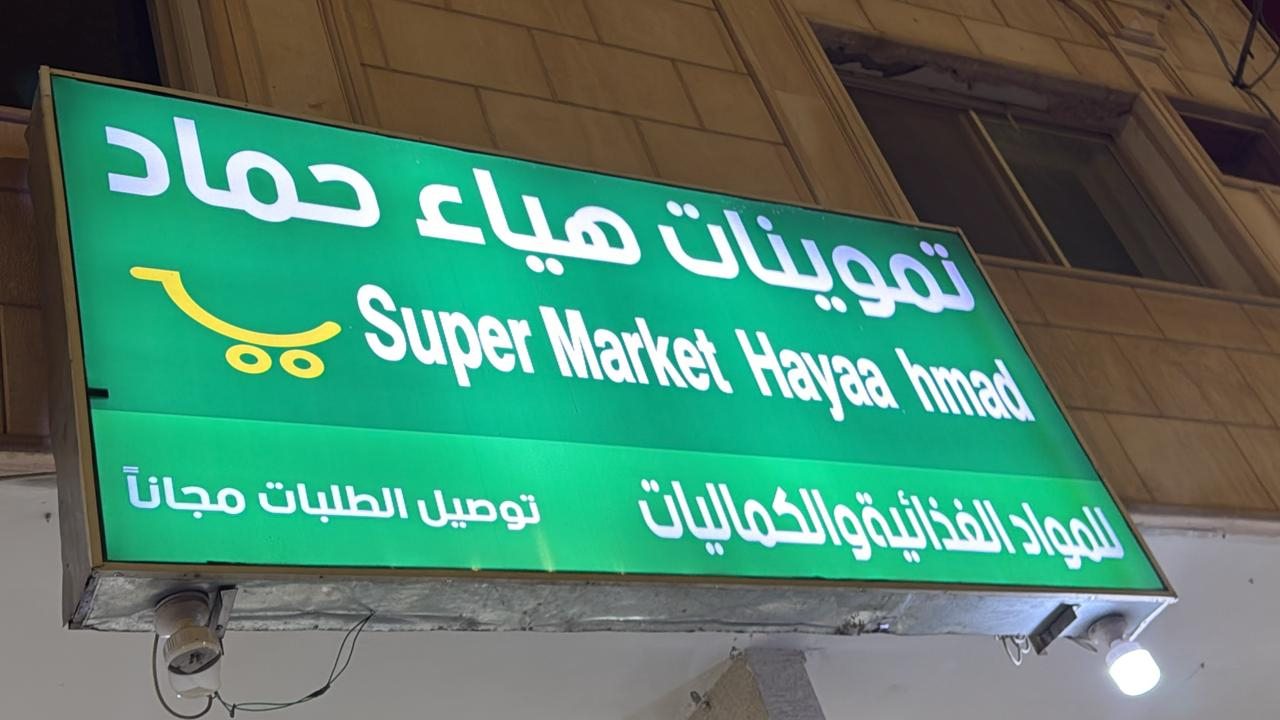 تموينات هياء حماد
Super Market Hayaa hmad
للمواد الغذائية والكماليات
توصيل الطلبات مجاناً